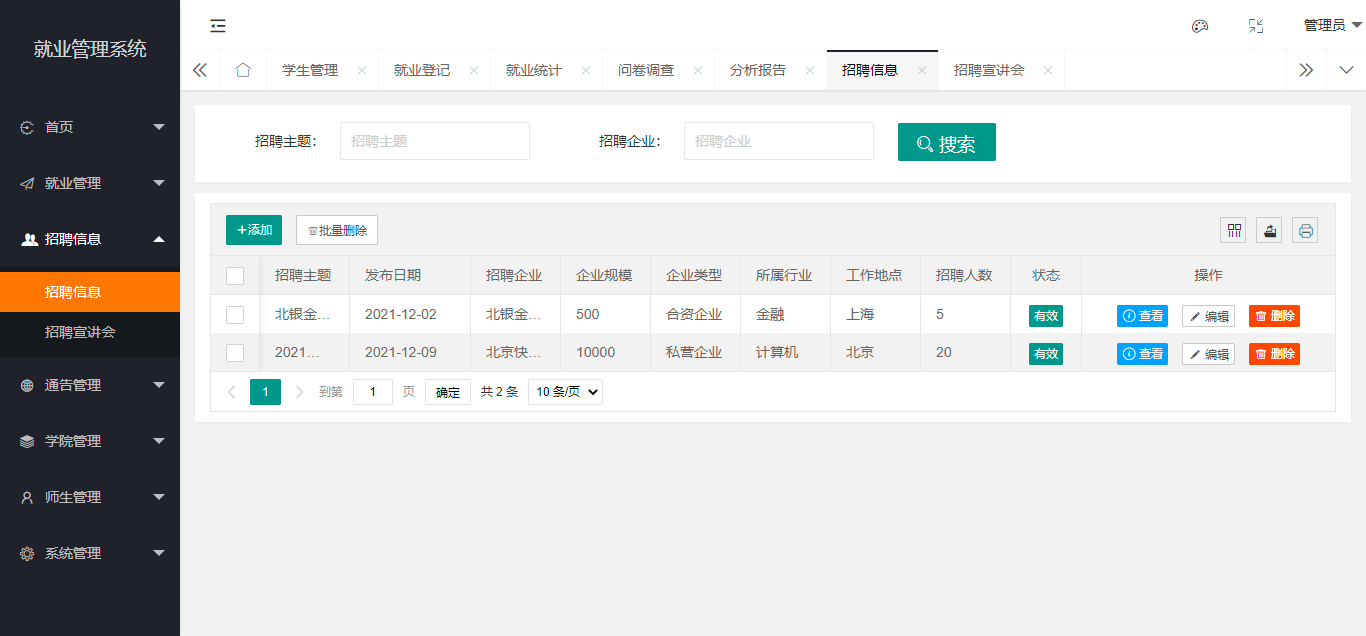 就业管理系统
首页
就业管理
招聘信息
招聘信息
招聘宣讲会
通告管理
学院管理
师生管理
系统管理
管理员
学生管理 就业登记 就业统计 问卷调查 分析报告 招聘信息 招聘宣讲会
招聘主题: 招聘主题 招聘企业: 招聘企业 搜索
+添加 批量删除
招聘主题 发布日期 招聘企业 企业规模 企业类型 所属行业 工作地点 招聘人数 状态 操作
北银金... 2021-12-02 北银金... 500 合资企业 金融 上海 5 有效 查看 编辑 删除
2021... 2021-12-09 北京快... 10000 私营企业 计算机 北京 20 有效 查看 编辑 删除
1 到第 1 页 确定 共 2 条 10 条/页